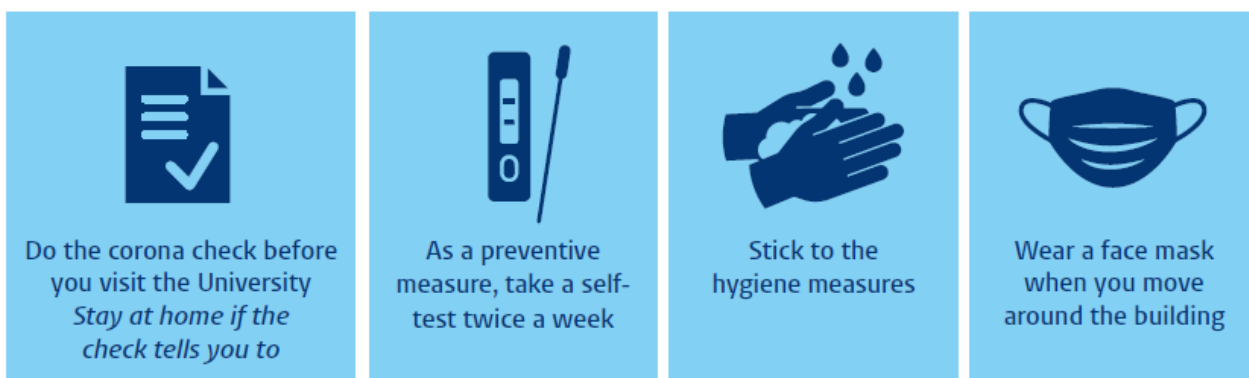 Do the corona check before
you visit the University
Stay at home if the
check tells you to
As a preventive
measure, take a self-
test twice a week
Stick to the
hygiene measures
Wear a face mask
when you move
around the building